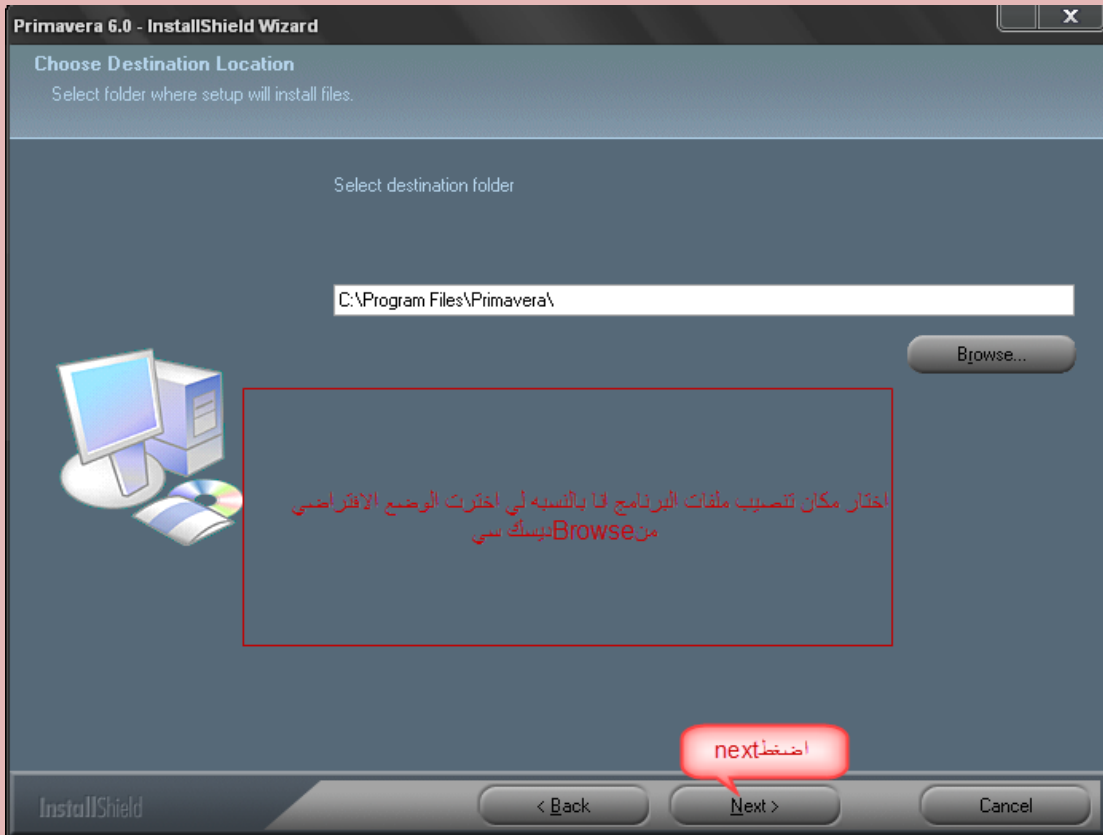 Primavera 6.0 - InstallShield Wizard
X
Choose Destination Location
Select folder where setup will install files.
Select destination folder
C:\Program Files\Primavera\
Browse...
اختار مكان تنصيب ملفات البرنامج انا بالنسبه لي اخترت الوضع الافتراضي
منBrowseديسك سي
اضغطnext
InstallShield
< Back
Next >
Cancel